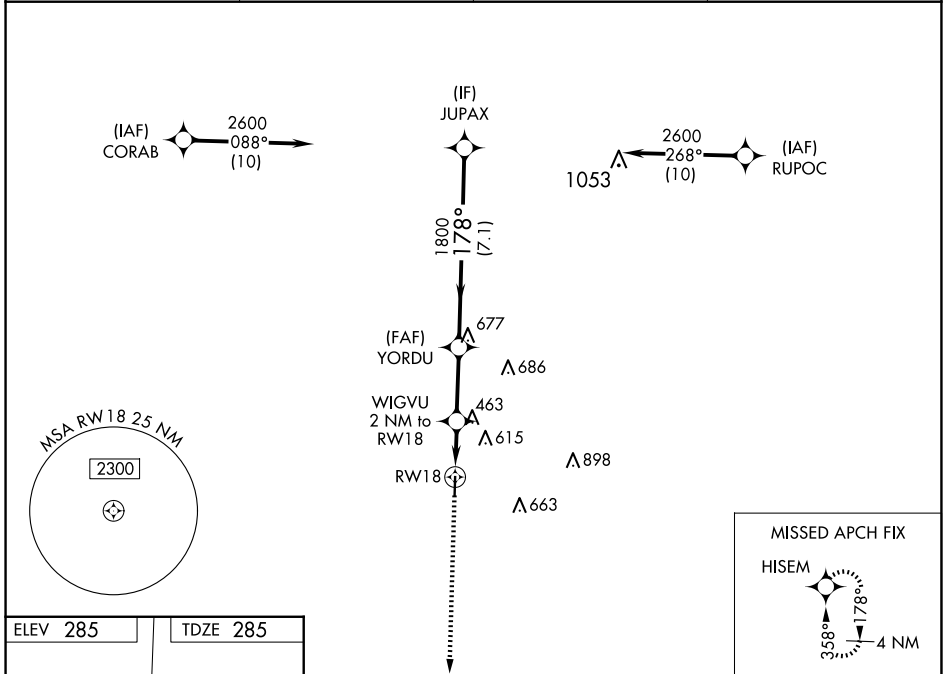 (IF)
JUPAX
(IAF)
CORAB
2600
088°
(10)
2600
268°
(10)
(IAF)
RUPOC
1053
1800
178°
(7.1)
(FAF)
YORDU
677
686
WIGVU
2 NM to
RW18
463
615
898
RW18
663
MSA RW18 25 NM
2300
MISSED APCH FIX
HISEM
178°
358°
4 NM
ELEV 285
TDZE 285